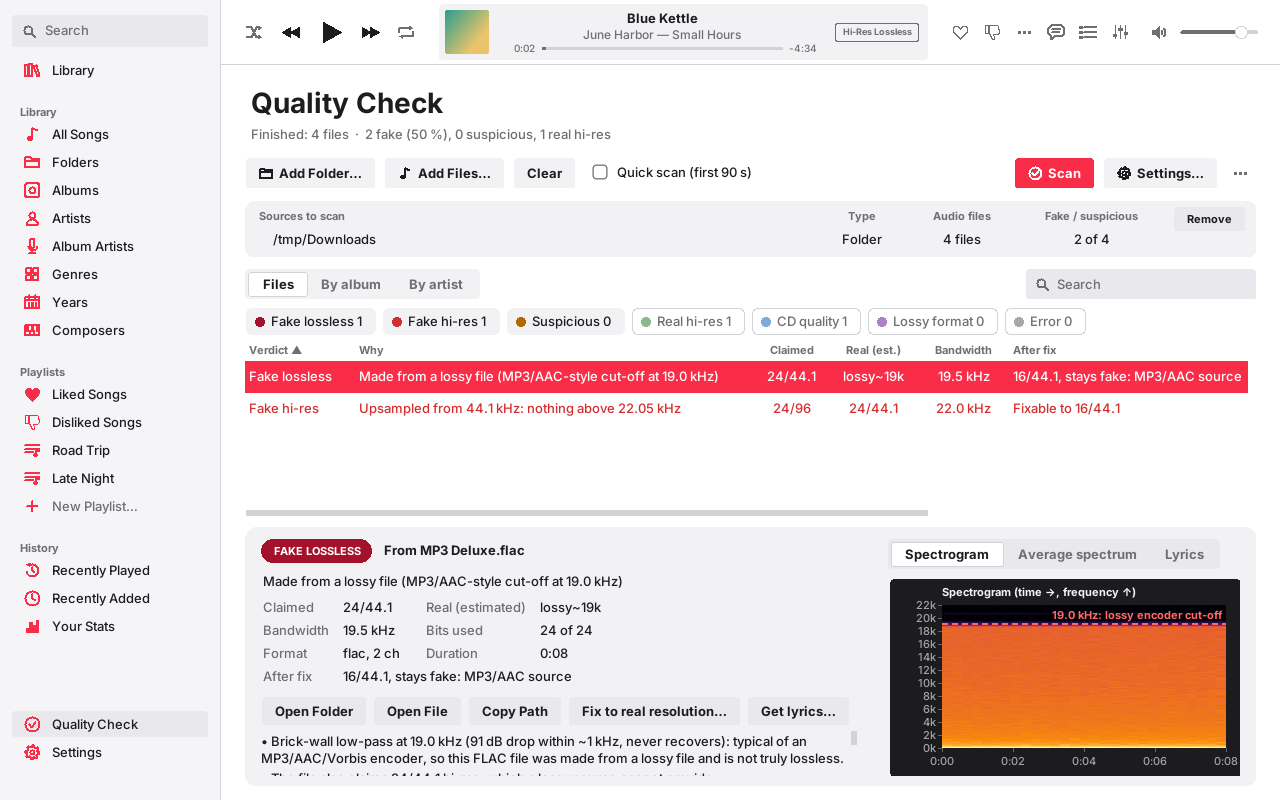 Search
Library
Library
All Songs
Folders
Albums
Artists
Album Artists
Genres
Years
Composers
Playlists
Liked Songs
Disliked Songs
Road Trip
Late Night
New Playlist...
History
Recently Played
Recently Added
Your Stats
Quality Check
Settings
Blue Kettle
June Harbor — Small Hours
0:02
-4:34
Hi-Res Lossless
Quality Check
Finished: 4 files · 2 fake (50 %), 0 suspicious, 1 real hi-res
Add Folder... Add Files... Clear Quick scan (first 90 s) Scan Settings...
Sources to scan Type Audio files Fake / suspicious Remove
/tmp/Downloads Folder 4 files 2 of 4
Files By album By artist Search
Fake lossless 1 Fake hi-res 1 Suspicious 0 Real hi-res 1 CD quality 1 Lossy format 0 Error 0
Verdict ▲ Why Claimed Real (est.) Bandwidth After fix
Fake lossless Made from a lossy file (MP3/AAC-style cut-off at 19.0 kHz) 24/44.1 lossy~19k 19.5 kHz 16/44.1, stays fake: MP3/AAC source
Fake hi-res Upsampled from 44.1 kHz: nothing above 22.05 kHz 24/96 24/44.1 22.0 kHz Fixable to 16/44.1
FAKE LOSSLESS From MP3 Deluxe.flac
Made from a lossy file (MP3/AAC-style cut-off at 19.0 kHz)
Claimed 24/44.1 Real (estimated) lossy~19k
Bandwidth 19.5 kHz Bits used 24 of 24
Format flac, 2 ch Duration 0:08
After fix 16/44.1, stays fake: MP3/AAC source
Open Folder Open File Copy Path Fix to real resolution... Get lyrics...
• Brick-wall low-pass at 19.0 kHz (91 dB drop within ~1 kHz, never recovers): typical of an
MP3/AAC/Vorbis encoder, so this FLAC file was made from a lossy file and is not truly lossless.
Spectrogram Average spectrum Lyrics
Spectrogram (time →, frequency ↑)
19.0 kHz: lossy encoder cut-off
22k
20k
18k
16k
14k
12k
10k
8k
6k
4k
2k
0k
0:00 0:02 0:04 0:06 0:08